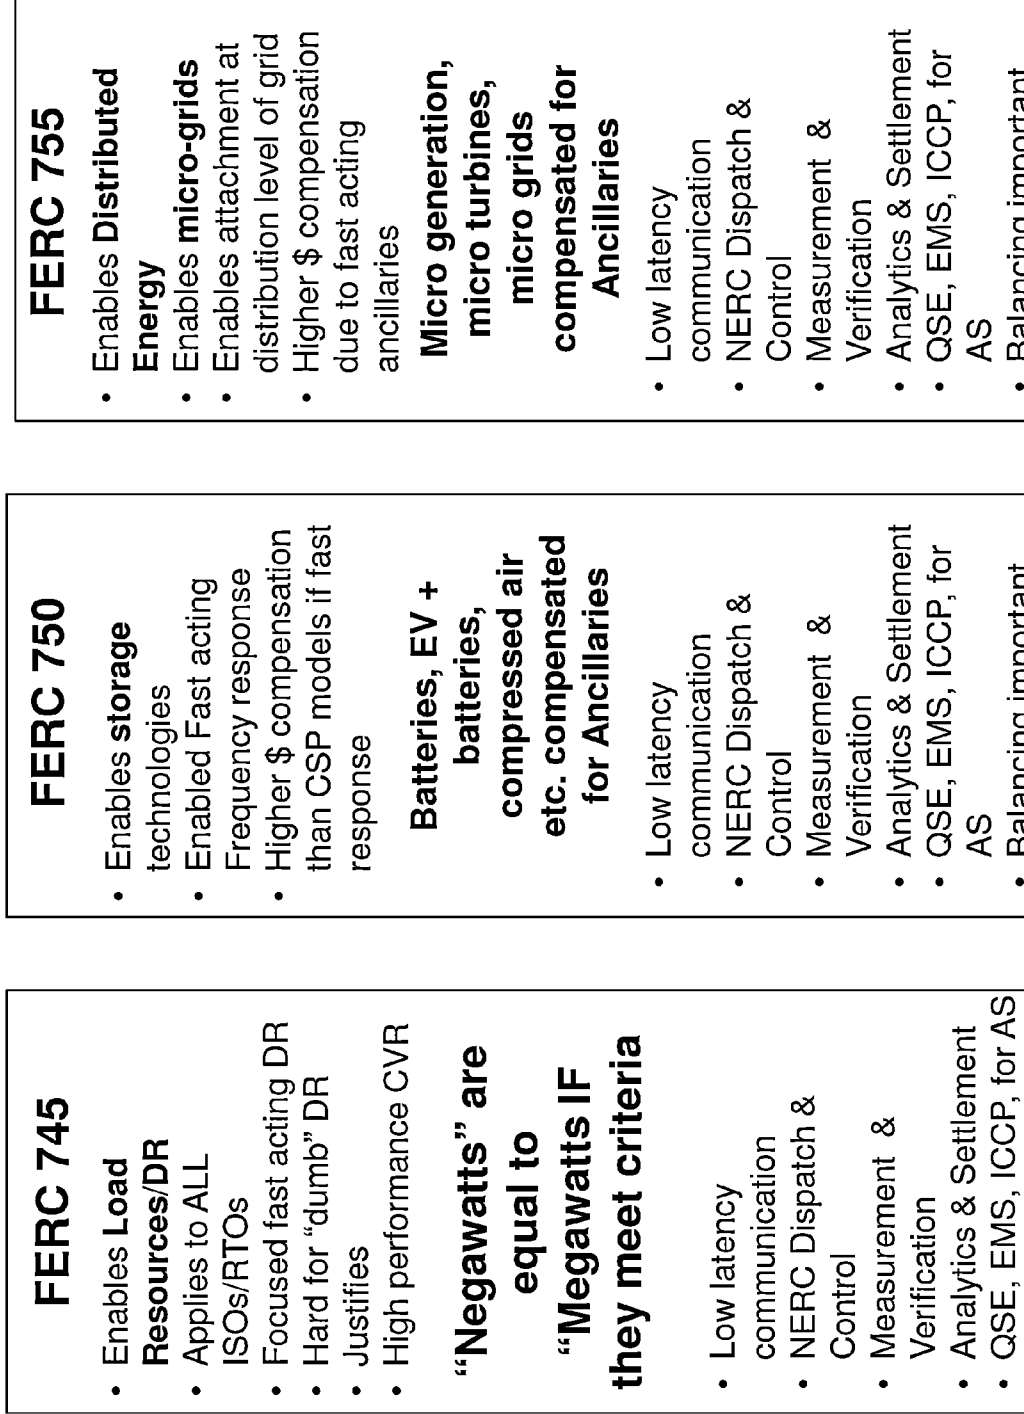 FERC 745
• Enables Load
Resources/DR
• Applies to ALL
ISOs/RTOs
• Focused fast acting DR
• Hard for “dumb” DR
• Justifies
• High performance CVR
“Negawatts” are
equal to
“Megawatts IF
they meet criteria
• Low latency
communication
• NERC Dispatch &
Control
• Measurement &
Verification
• Analytics & Settlement
• QSE, EMS, ICCP, for AS
FERC 750
• Enables storage
technologies
• Enabled Fast acting
Frequency response
• Higher $ compensation
than CSP models if fast
response
Batteries, EV +
batteries,
compressed air
etc. compensated
for Ancillaries
• Low latency
communication
• NERC Dispatch &
Control
• Measurement &
Verification
• Analytics & Settlement
• QSE, EMS, ICCP, for
AS
• Balancing important
FERC 755
• Enables Distributed
Energy
• Enables micro-grids
• Enables attachment at
distribution level of grid
• Higher $ compensation
due to fast acting
ancillaries
Micro generation,
micro turbines,
micro grids
compensated for
Ancillaries
• Low latency
communication
• NERC Dispatch &
Control
• Measurement &
Verification
• Analytics & Settlement
• QSE, EMS, ICCP, for
AS
• Balancing important